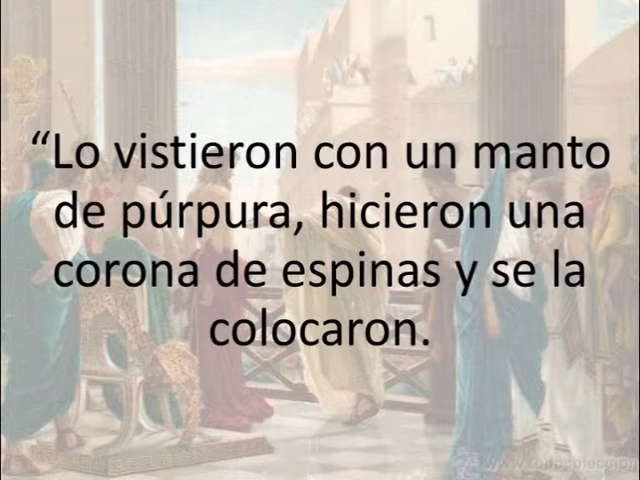 “Lo vistieron con un manto
de púrpura, hicieron una
corona de espinas y se la
colocaron.